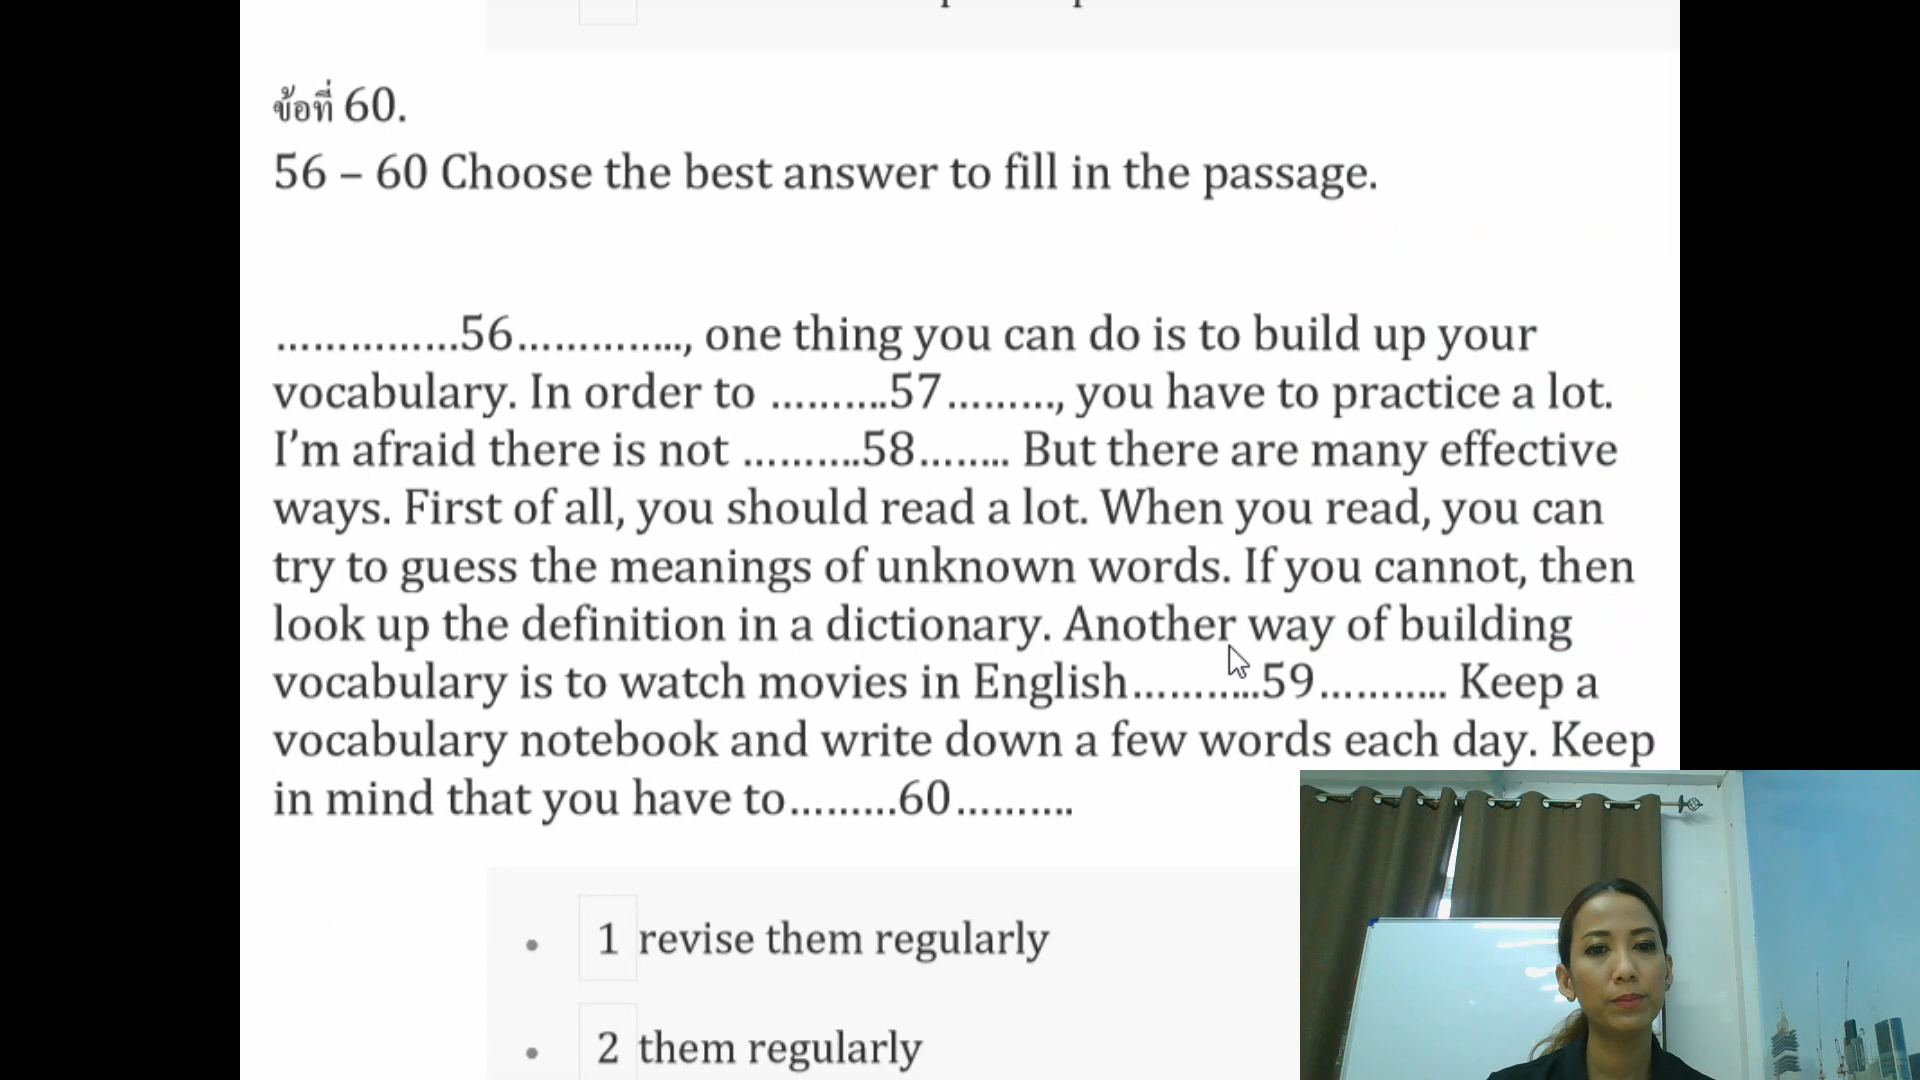 ข้อที่ 60.
56 – 60 Choose the best answer to fill in the passage.
……………56………….., one thing you can do is to build up your
vocabulary. In order to ……….57………, you have to practice a lot.
I’m afraid there is not ……….58…….. But there are many effective
ways. First of all, you should read a lot. When you read, you can
try to guess the meanings of unknown words. If you cannot, then
look up the definition in a dictionary. Another way of building
vocabulary is to watch movies in English………..59……….. Keep a
vocabulary notebook and write down a few words each day. Keep
in mind that you have to………60……….
• 1 revise them regularly
• 2 them regularly